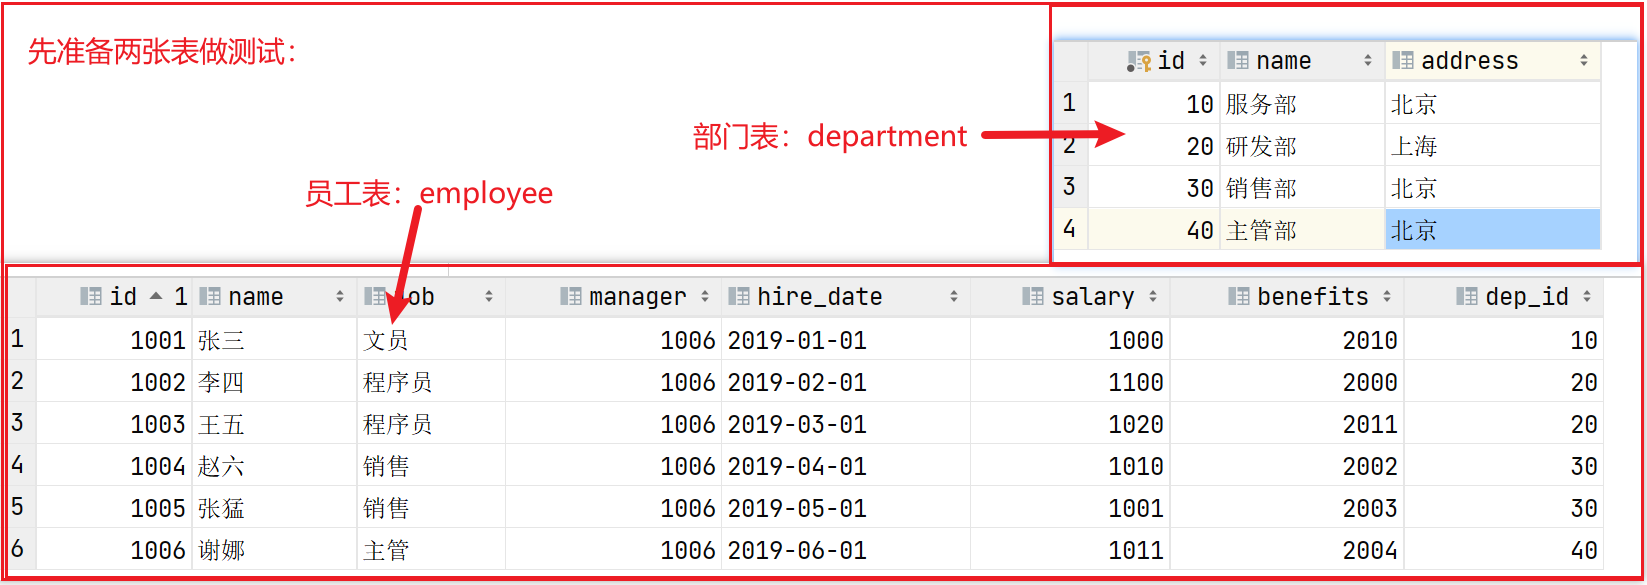 先准备两张表做测试：
id name address
1 10 服务部 北京
部门表：department
2 20 研发部 上海
3 30 销售部 北京
4 40 主管部 北京
员工表：employee
id 1 name job manager hire_date salary benefits dep_id
1 1001 张三 文员 1006 2019-01-01 1000 2010 10
2 1002 李四 程序员 1006 2019-02-01 1100 2000 20
3 1003 王五 程序员 1006 2019-03-01 1020 2011 20
4 1004 赵六 销售 1006 2019-04-01 1010 2002 30
5 1005 张猛 销售 1006 2019-05-01 1001 2003 30
6 1006 谢娜 主管 1006 2019-06-01 1011 2004 40